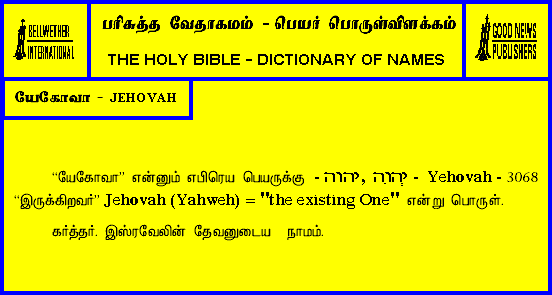 BELLWETHER
INTERNATIONAL
பரிசுத்த வேதாகமம் - பெயர் பொருள்விளக்கம்
THE HOLY BIBLE - DICTIONARY OF NAMES
GOOD NEWS
PUBLISHERS
யேகோவா - JEHOVAH
“யேகோவா” என்னும் எபிரெய பெயருக்கு - יהוה, יְהֹוָה - Yehovah - 3068
“இருக்கிறவர்” Jehovah (Yahweh) = "the existing One" என்று பொருள்.
கர்த்தர். இஸ்ரவேலின் தேவனுடைய நாமம்.